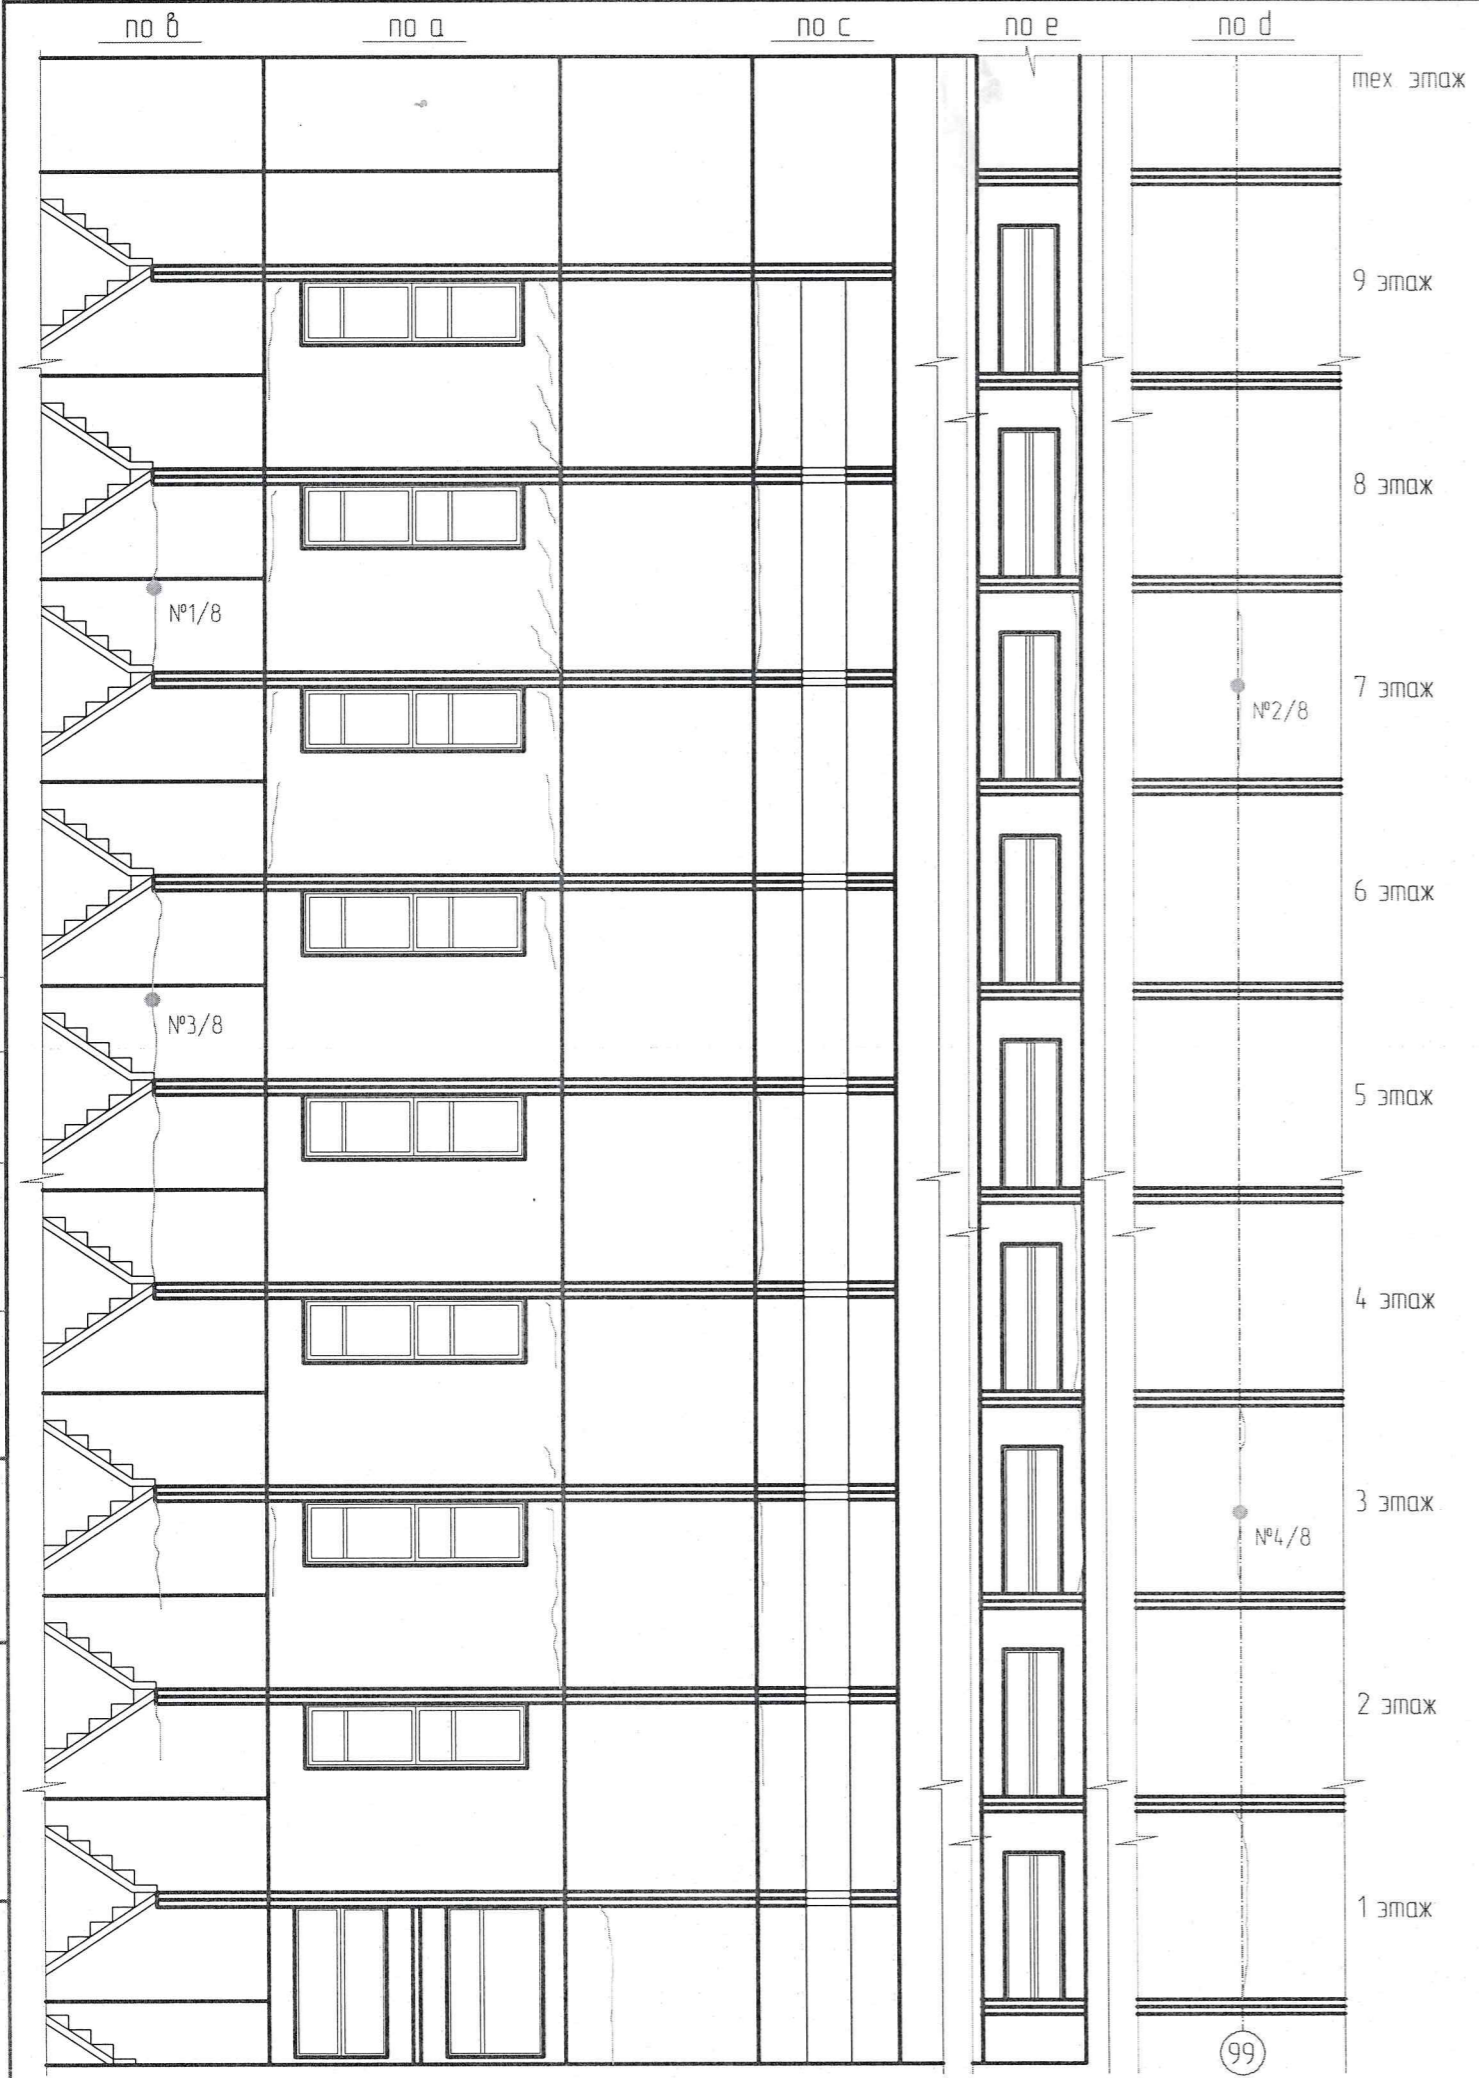 по в по а по с по е по d
тех этаж
9 этаж
8 этаж
№1/8
7 этаж
№2/8
6 этаж
№3/8
5 этаж
4 этаж
3 этаж
№4/8
2 этаж
1 этаж
99